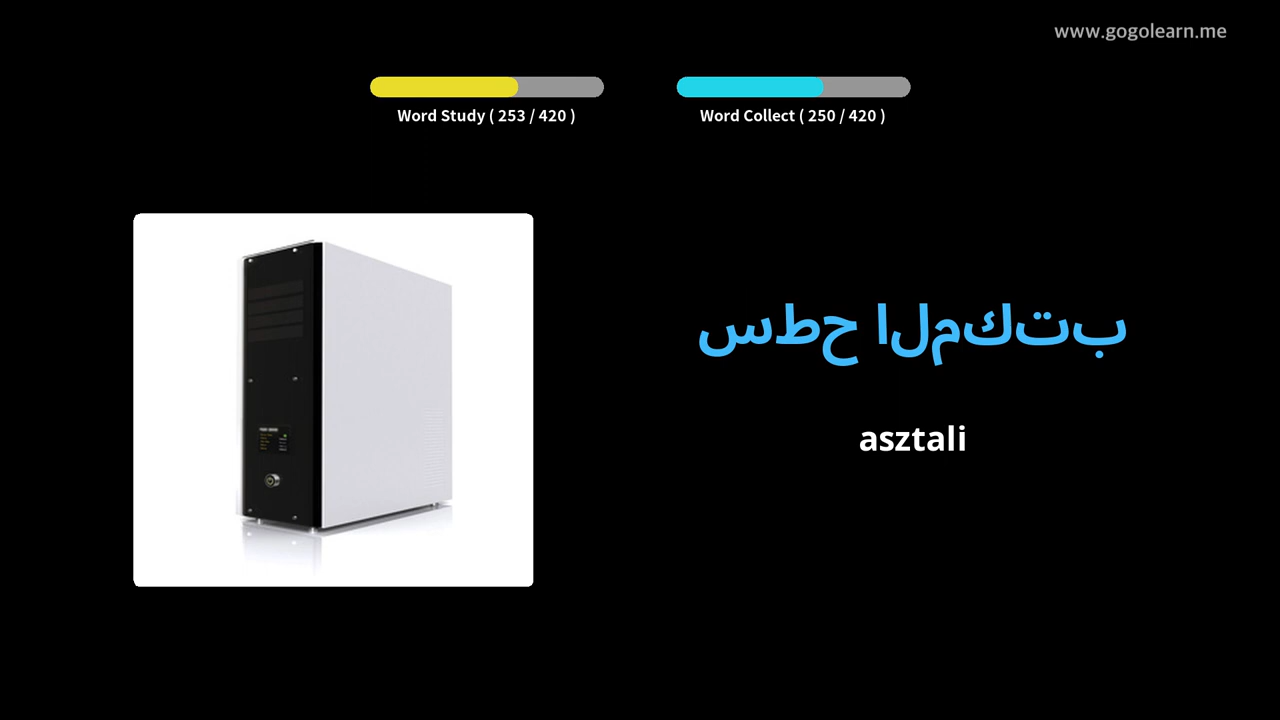 www.gogolearn.me
Word Study ( 253 / 420 )
Word Collect ( 250 / 420 )
سطح المكتب
asztali